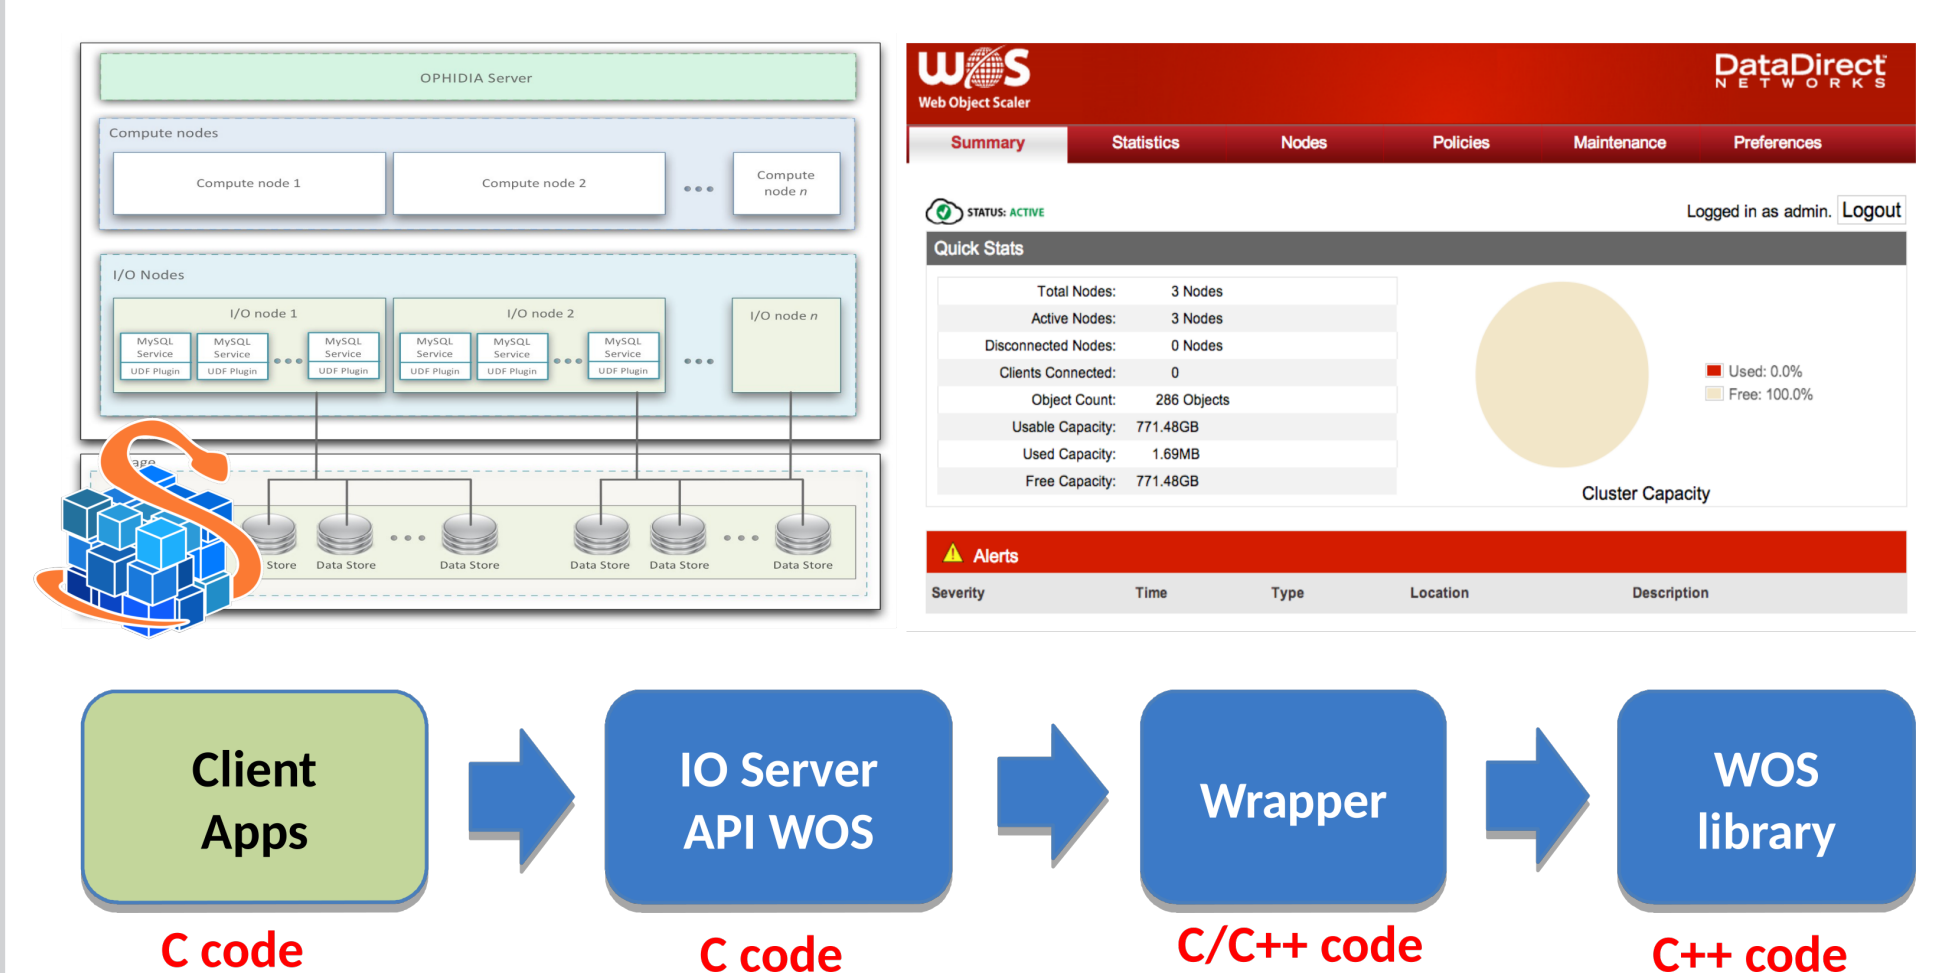 OPHIDIA Server
Compute nodes
Compute node 1
Compute node 2
Compute
node n
I/O Nodes
I/O node 1
I/O node 2
I/O node n
MySQL
Service
UDF Plugin
MySQL
Service
UDF Plugin
MySQL
Service
UDF Plugin
MySQL
Service
UDF Plugin
MySQL
Service
UDF Plugin
MySQL
Service
UDF Plugin
Store
Data Store
Data Store
Data Store
Data Store
Data Store
WOS
Web Object Scaler
DataDirect
NETWORKS
Summary Statistics Nodes Policies Maintenance Preferences
STATUS: ACTIVE
Logged in as admin. Logout
Quick Stats
Total Nodes: 3 Nodes
Active Nodes: 3 Nodes
Disconnected Nodes: 0 Nodes
Clients Connected: 0
Object Count: 286 Objects
Usable Capacity: 771.48GB
Used Capacity: 1.69MB
Free Capacity: 771.48GB
Used: 0.0%
Free: 100.0%
Cluster Capacity
Alerts
Severity Time Type Location Description
Client
Apps
IO Server
API WOS
Wrapper
WOS
library
C code
C code
C/C++ code
C++ code